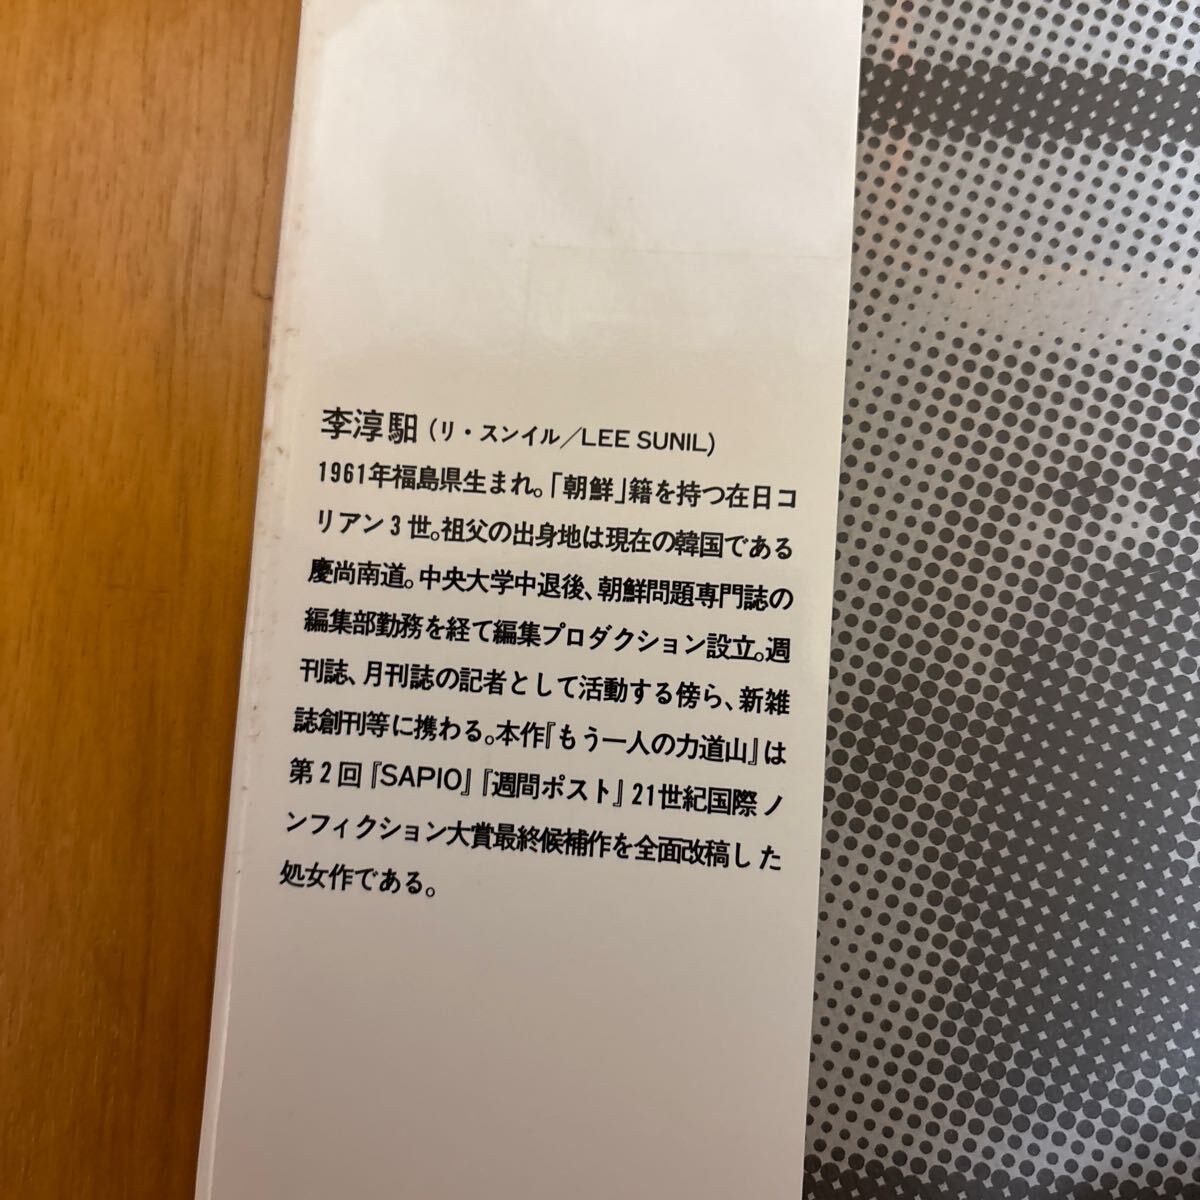 李淳馹（リ・スンイル／LEE SUNIL）
1961年福島県生まれ。「朝鮮」籍を持つ在日コ
リアン3世。祖父の出身地は現在の韓国である
慶尚南道。中央大学中退後、朝鮮問題専門誌の
編集部勤務を経て編集プロダクション設立。週
刊誌、月刊誌の記者として活動する傍ら、新雑
誌創刊等に携わる。本作『もう一人の力道山』は
第2回『SAPIO』『週間ポスト』21世紀国際ノ
ンフィクション大賞最終候補作を全面改稿した
処女作である。